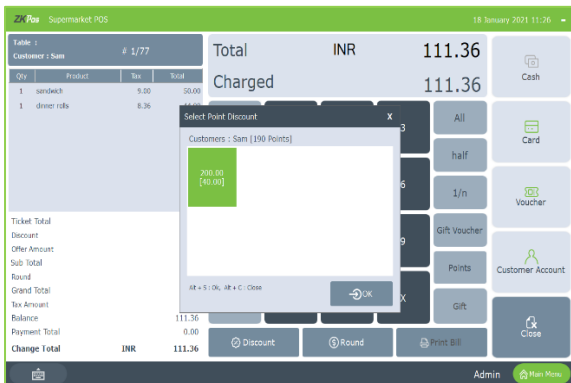 ZKPos Supermarket POS
18 January 2021 11:26
Table :
Customer : Sam
# 1/77
Qty Product Tax Total
1 sandwich 9.00 50.00
1 dinner rolls 8.36
Total INR 111.36
Charged 111.36
Select Point Discount X
Customers : Sam [190 Points]
200.00
[40.00]
Alt + S : Ok, Alt + C : Close
OK
3
6
9
X
All
half
1/n
Gift Voucher
Points
Gift
Cash
Card
Voucher
Customer Account
Close
Ticket Total
Discount
Offer Amount
Sub Total
Round
Grand Total
Tax Amount
Balance 111.36
Payment Total 0.00
Change Total INR 111.36
Discount
Round
Print Bill
Admin
Main Menu